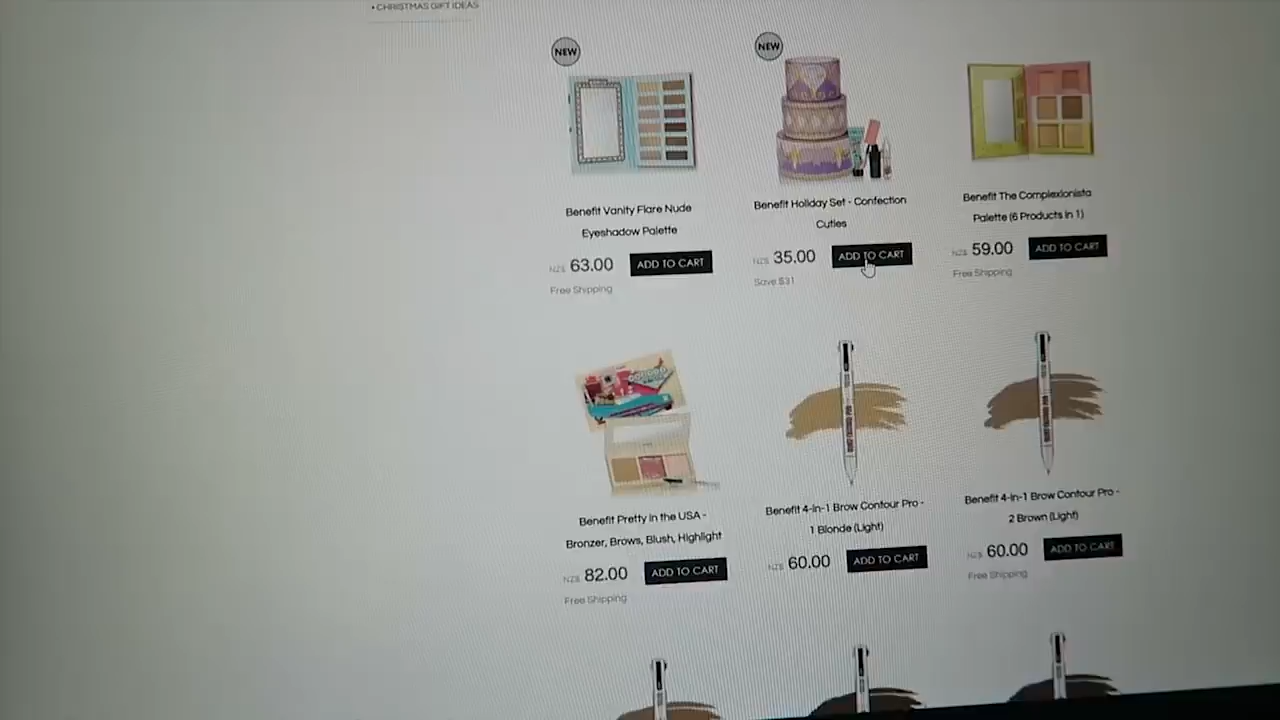 • CHRISTMAS GIFT IDEAS
NEW
Benefit Vanity Flare Nude
Eyeshadow Palette
NZ$ 63.00
ADD TO CART
Free Shipping
NEW
Benefit Holiday Set - Confection
Cuties
NZ$ 35.00
ADD TO CART
Save $31
Benefit The Complexionista
Palette (6 Products in 1)
NZ$ 59.00
ADD TO CART
Free Shipping
Benefit Pretty in the USA -
Bronzer, Brows, Blush, Highlight
NZ$ 82.00
ADD TO CART
Free Shipping
Benefit 4-in-1 Brow Contour Pro -
1 Blonde (Light)
NZ$ 60.00
ADD TO CART
Benefit 4-in-1 Brow Contour Pro -
2 Brown (Light)
NZ$ 60.00
ADD TO CART
Free Shipping